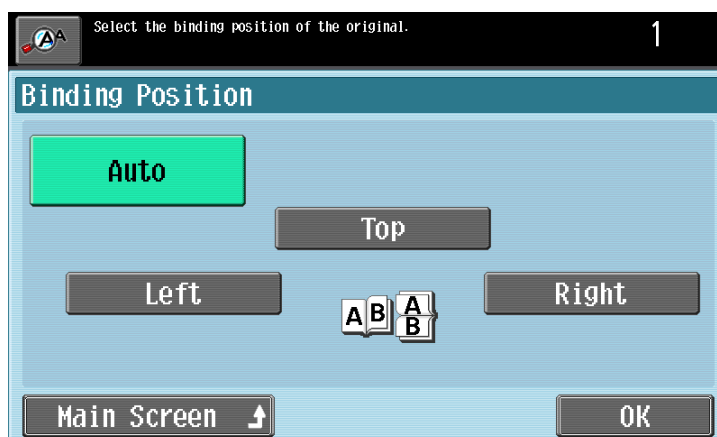 Select the binding position of the original.
1
Binding Position
Auto
Top
Left
Right
A B A
B
Main Screen
OK